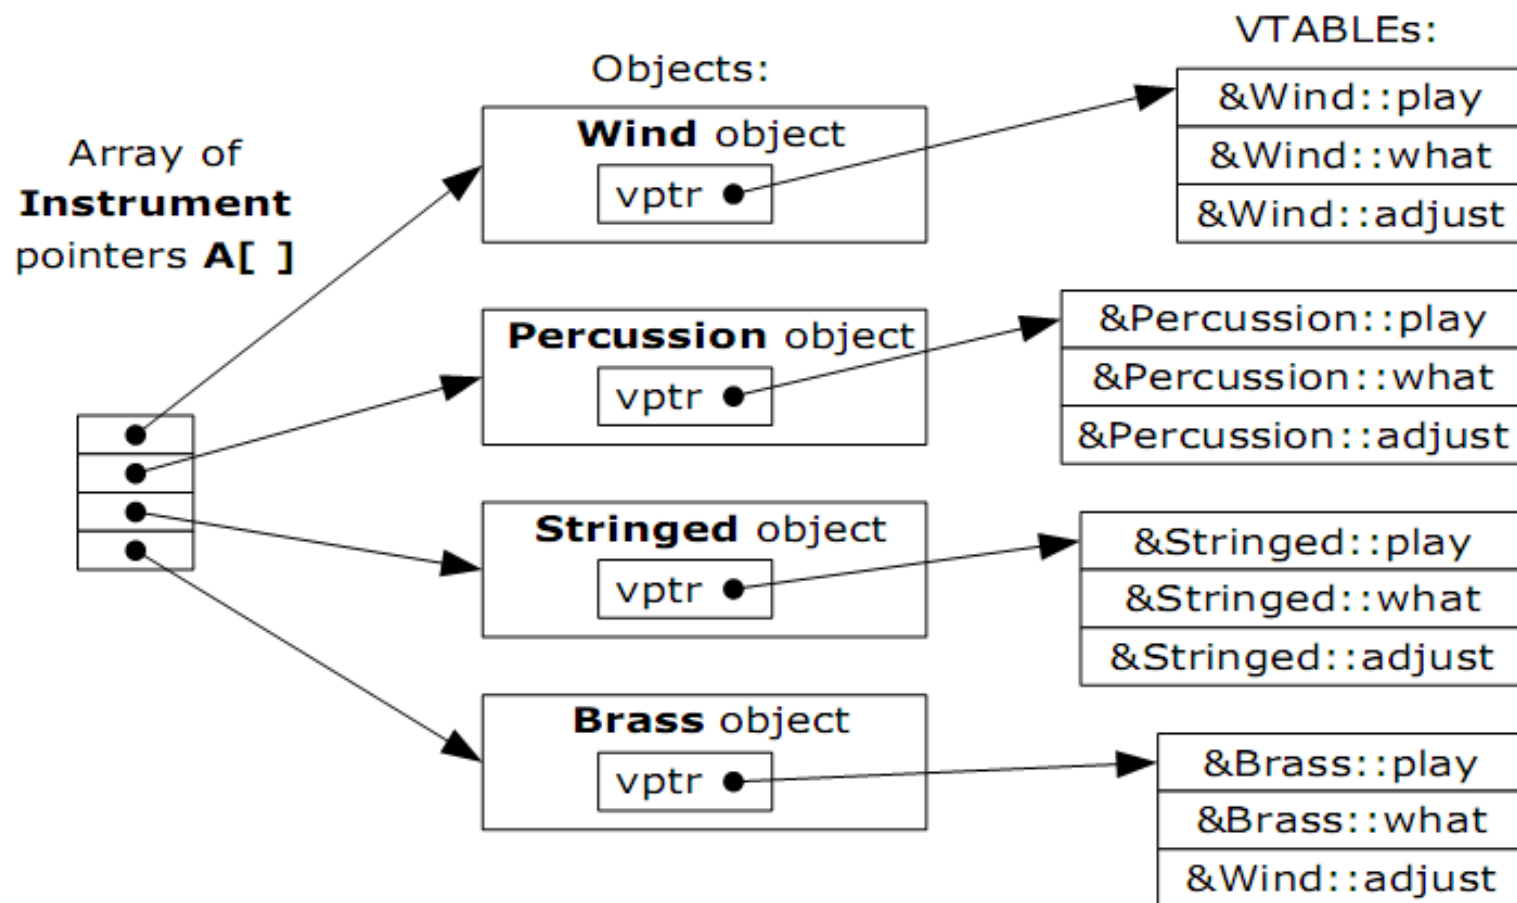 Array of
Instrument
pointers A[ ]
Objects:
Wind object
vptr
Percussion object
vptr
Stringed object
vptr
Brass object
vptr
VTABLEs:
&Wind::play
&Wind::what
&Wind::adjust
&Percussion::play
&Percussion::what
&Percussion::adjust
&Stringed::play
&Stringed::what
&Stringed::adjust
&Brass::play
&Brass::what
&Wind::adjust